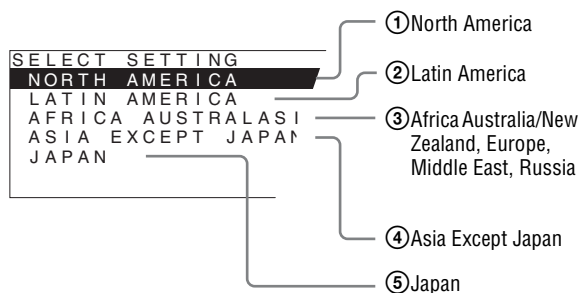 SELECT SETTING
NORTH AMERICA
LATIN AMERICA
AFRICA AUSTRALASI
ASIA EXCEPT JAPAN
JAPAN
①North America
②Latin America
③Africa Australia/New
Zealand, Europe,
Middle East, Russia
④Asia Except Japan
⑤Japan